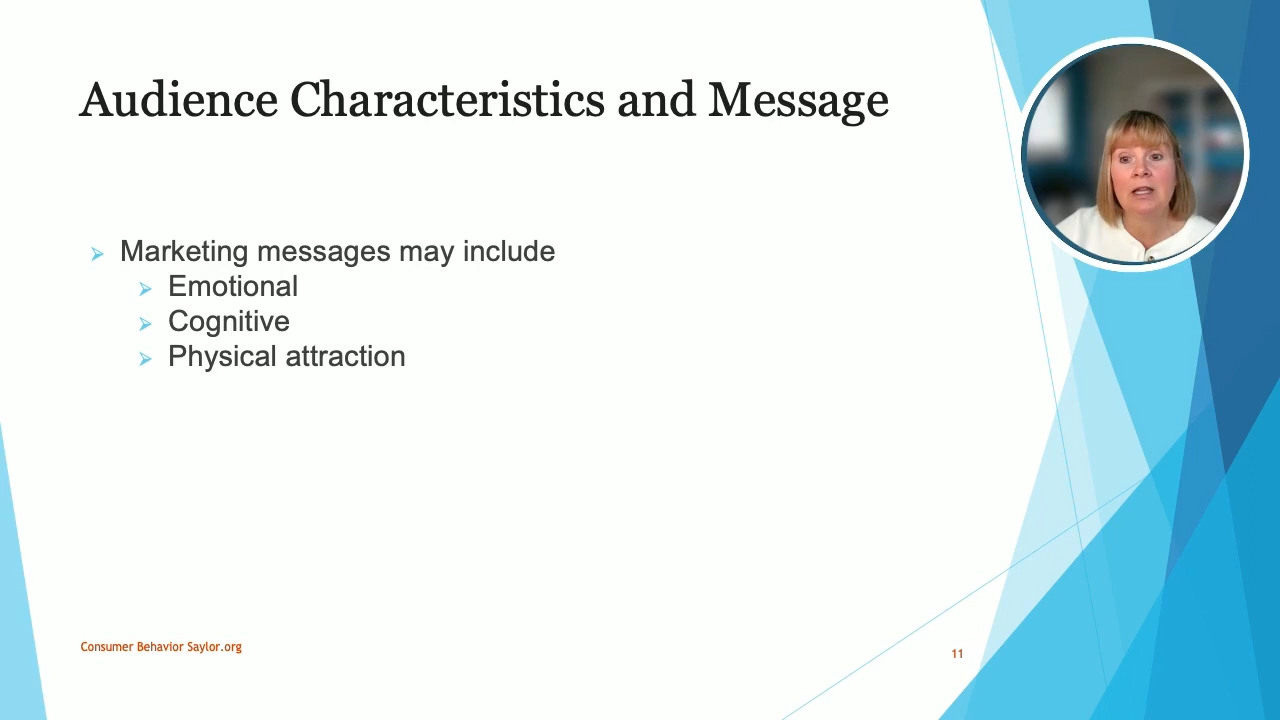 Audience Characteristics and Message
Marketing messages may include
Emotional
Cognitive
Physical attraction
Consumer Behavior Saylor.org
11